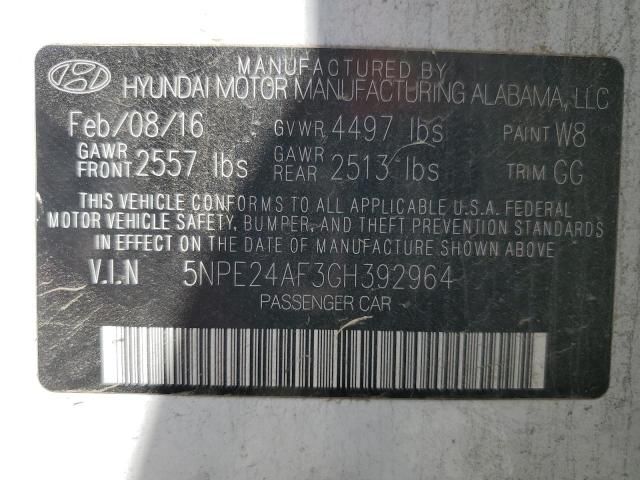 MANUFACTURED BY
HYUNDAI MOTOR MANUFACTURING ALABAMA, LLC
Feb/08/16 GVWR 4497 lbs PAINT W8
GAWR FRONT 2557 lbs GAWR REAR 2513 lbs TRIM GG
THIS VEHICLE CONFORMS TO ALL APPLICABLE U.S.A. FEDERAL
MOTOR VEHICLE SAFETY, BUMPER, AND THEFT PREVENTION STANDARDS
IN EFFECT ON THE DATE OF MANUFACTURE SHOWN ABOVE.
V.I.N 5NPE24AF3GH392964
PASSENGER CAR